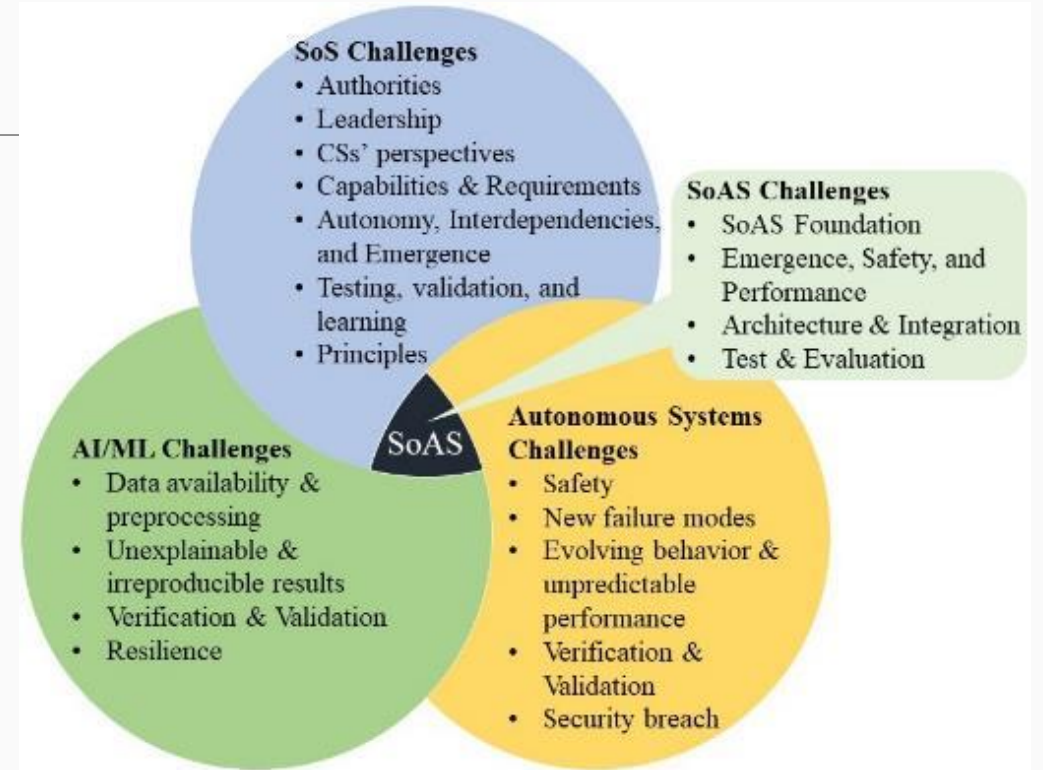 SoS Challenges
• Authorities
• Leadership
• CSs’ perspectives
• Capabilities & Requirements
• Autonomy, Interdependencies,
and Emergence
• Testing, validation, and
learning
• Principles
SoAS Challenges
• SoAS Foundation
• Emergence, Safety, and
Performance
• Architecture & Integration
• Test & Evaluation
SoAS
AI/ML Challenges
• Data availability &
preprocessing
• Unexplainable &
irreproducible results
• Verification & Validation
• Resilience
Autonomous Systems
Challenges
• Safety
• New failure modes
• Evolving behavior &
unpredictable
performance
• Verification &
Validation
• Security breach